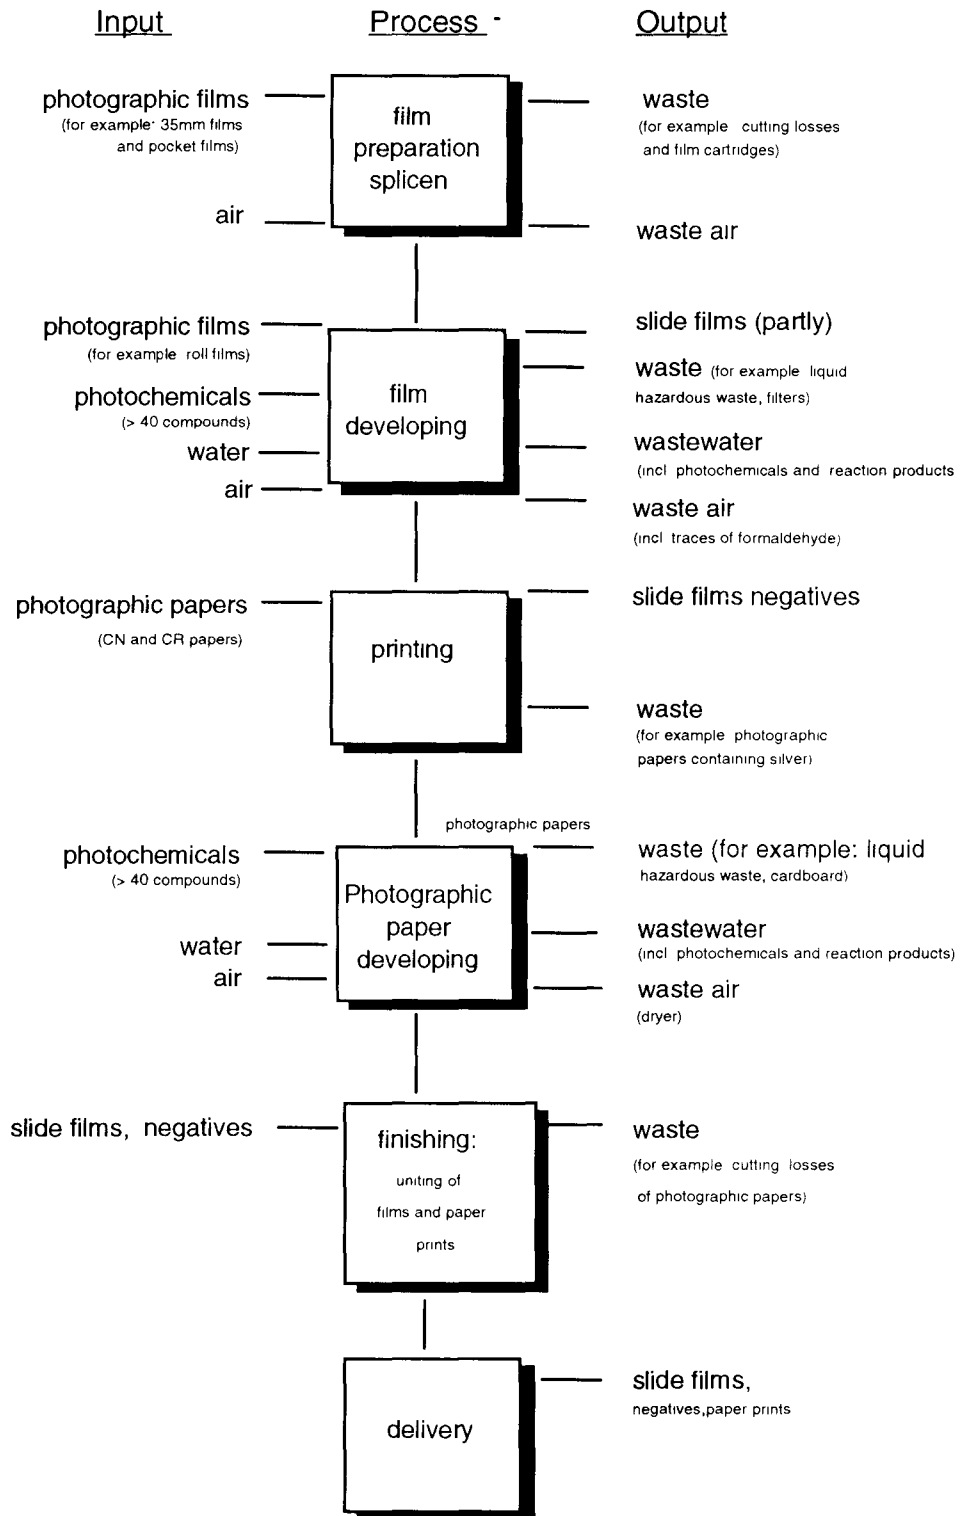 Input Process - Output
photographic films
(for example· 35mm films
and pocket films)
air
film
preparation
splicen
waste
(for example cutting losses
and film cartridges)
waste air
photographic films
(for example roll films)
photochemicals
(> 40 compounds)
water
air
film
developing
slide films (partly)
waste (for example liquid
hazardous waste, filters)
wastewater
(incl photochemicals and reaction products
waste air
(incl traces of formaldehyde)
photographic papers
(CN and CR papers)
printing
slide films negatives
waste
(for example photographic
papers containing silver)
photographic papers
photochemicals
(> 40 compounds)
water
air
Photographic
paper
developing
waste (for example: liquid
hazardous waste, cardboard)
wastewater
(incl photochemicals and reaction products)
waste air
(dryer)
slide films, negatives
finishing:
uniting of
films and paper
prints
waste
(for example cutting losses
of photographic papers)
delivery
slide films,
negatives,paper prints